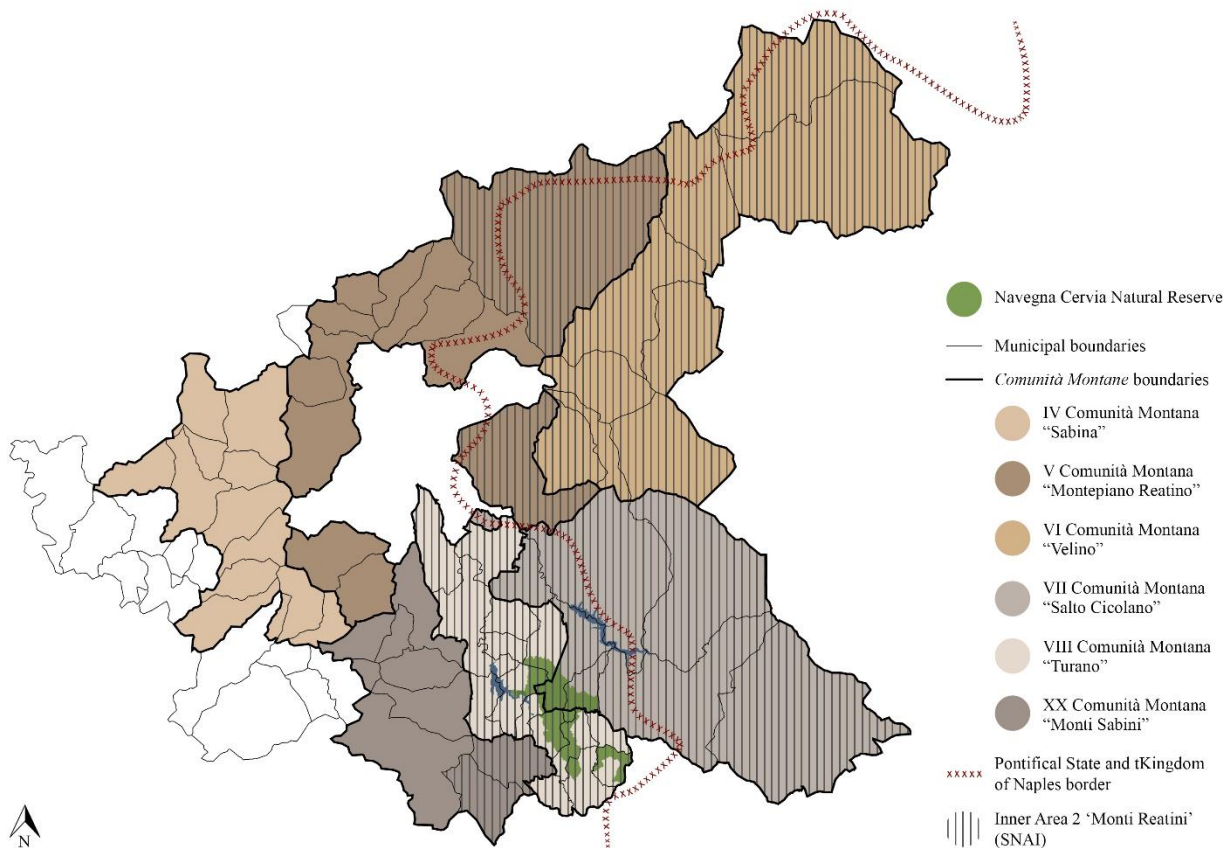 Navegna Cervia Natural Reserve
Municipal boundaries
Comunità Montane boundaries
IV Comunità Montana
“Sabina”
V Comunità Montana
“Montepiano Reatino”
VI Comunità Montana
“Velino”
VII Comunità Montana
“Salto Cicolano”
VIII Comunità Montana
“Turano”
XX Comunità Montana
“Monti Sabini”
xxxxx Pontifical State and tKingdom
of Naples border
Inner Area 2 ‘Monti Reatini’
(SNAI)
N